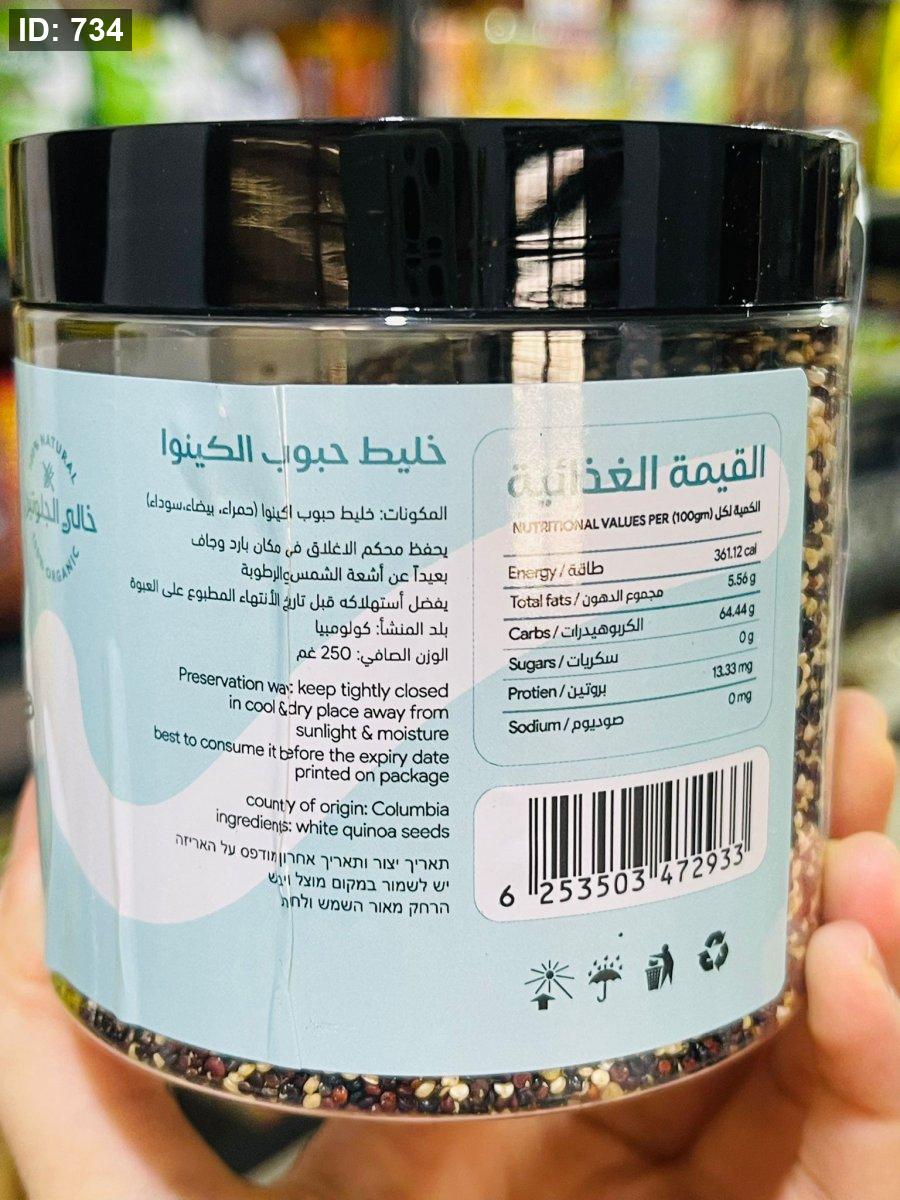 ID: 734
100% NATURAL
خالي الجلوتين
100% ORGANIC
خليط حبوب الكينوا
المكونات: خليط حبوب الكينوا (حمراء، بيضاء،سوداء)
يحفظ محكم الاغلاق في مكان بارد وجاف
بعيداً عن أشعة الشمس والرطوبة
يفضل أستهلاكه قبل تاريخ الأنتهاء المطبوع على العبوة
بلد المنشأ: كولومبيا
الوزن الصافي: 250 غم
Preservation way: keep tightly closed
in cool &dry place away from
sunlight & moisture
best to consume it before the expiry date
printed on package
county of origin: Columbia
ingredients: white quinoa seeds
תאריך יצור ותאריך אחרון מודפס על האריזה
יש לשמור במקום מוצל ויבש
הרחק מאור השמש ולחות
القيمة الغذائية
الكمية لكل (100gm) NUTRITIONAL VALUES PER
Energy / طاقة 361.12 cal
Total fats / مجموع الدهون 5.56 g
Carbs / الكربوهيدرات 64.44 g
Sugars / سكريات 0 g
Protien / بروتين 13.33 mg
Sodium / صوديوم 0 mg
6 253503 472933